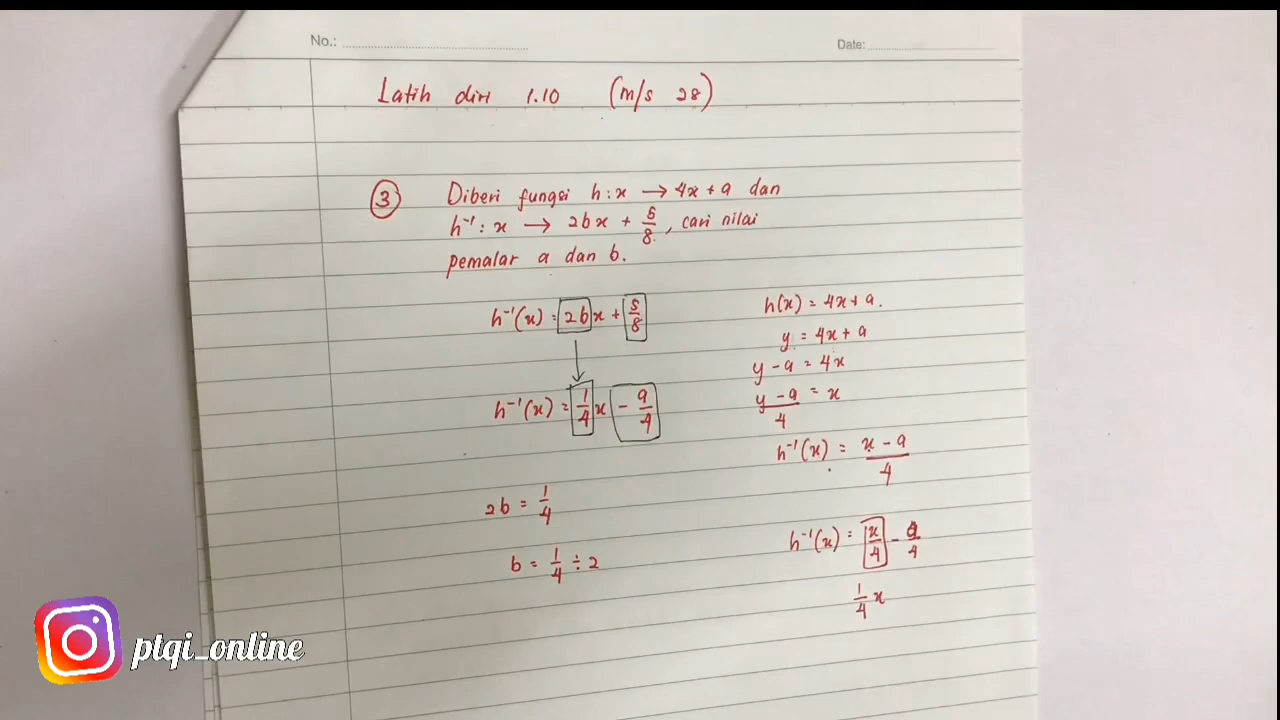 No.: Date:
Latih diri 1.10 (m/s 28)
③ Diberi fungsi h : x → 4x + a dan
h⁻¹ : x → 2bx + 5/8, cari nilai
pemalar a dan b.
h⁻¹(x) = 2bx + 5/8
h⁻¹(x) = 1/4 x - a/4
2b = 1/4
b = 1/4 ÷ 2
h(x) = 4x + a.
y = 4x + a
y - a = 4x
y - a / 4 = x
h⁻¹(x) = x - a / 4
h⁻¹(x) = x/4 - a/4
1/4 x
ptqi_online